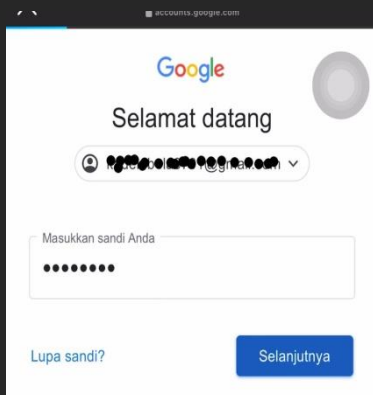 accounts.google.com
Google
Selamat datang
Masukkan sandi Anda
••••••••
Lupa sandi?
Selanjutnya